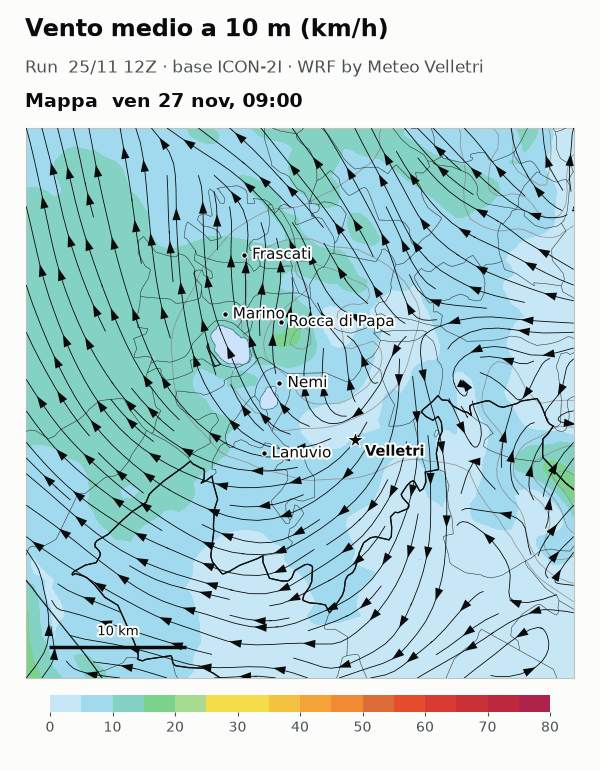 Vento medio a 10 m (km/h)
Run  25/11 12Z · base ICON-2I · WRF by Meteo Velletri
Mappa  ven 27 nov, 09:00
Frascati
Marino
Rocca di Papa
Nemi
Velletri
Lanuvio
10 km
0 10 20 30 40 50 60 70 80